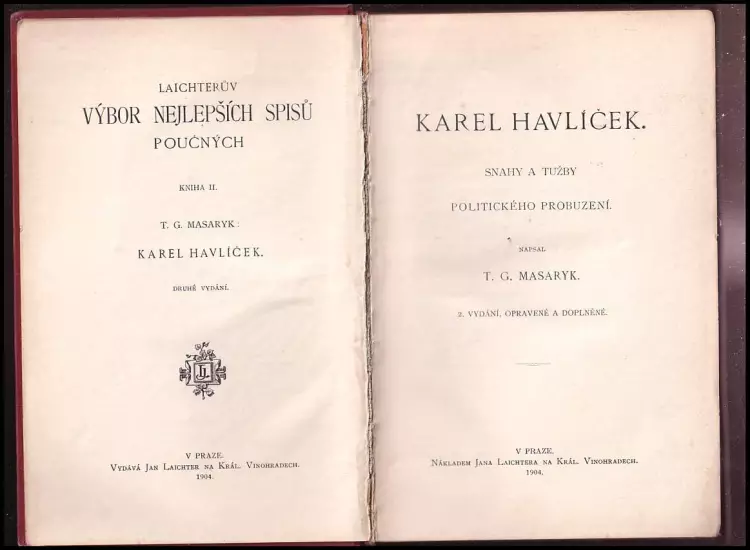 LAICHTERŮV
VÝBOR NEJLEPŠÍCH SPISŮ
POUČNÝCH
KNIHA II.
T. G. MASARYK:
KAREL HAVLÍČEK.
DRUHÉ VYDÁNÍ.
JL
V PRAZE.
VYDÁVÁ JAN LAICHTER NA KRÁL. VINOHRADECH.
1904.
KAREL HAVLÍČEK.
SNAHY A TUŽBY
POLITICKÉHO PROBUZENÍ.
NAPSAL
T. G. MASARYK.
2. VYDÁNÍ, OPRAVENÉ A DOPLNĚNÉ.
V PRAZE.
NÁKLADEM JANA LAICHTERA NA KRÁL. VINOHRADECH.
1904.